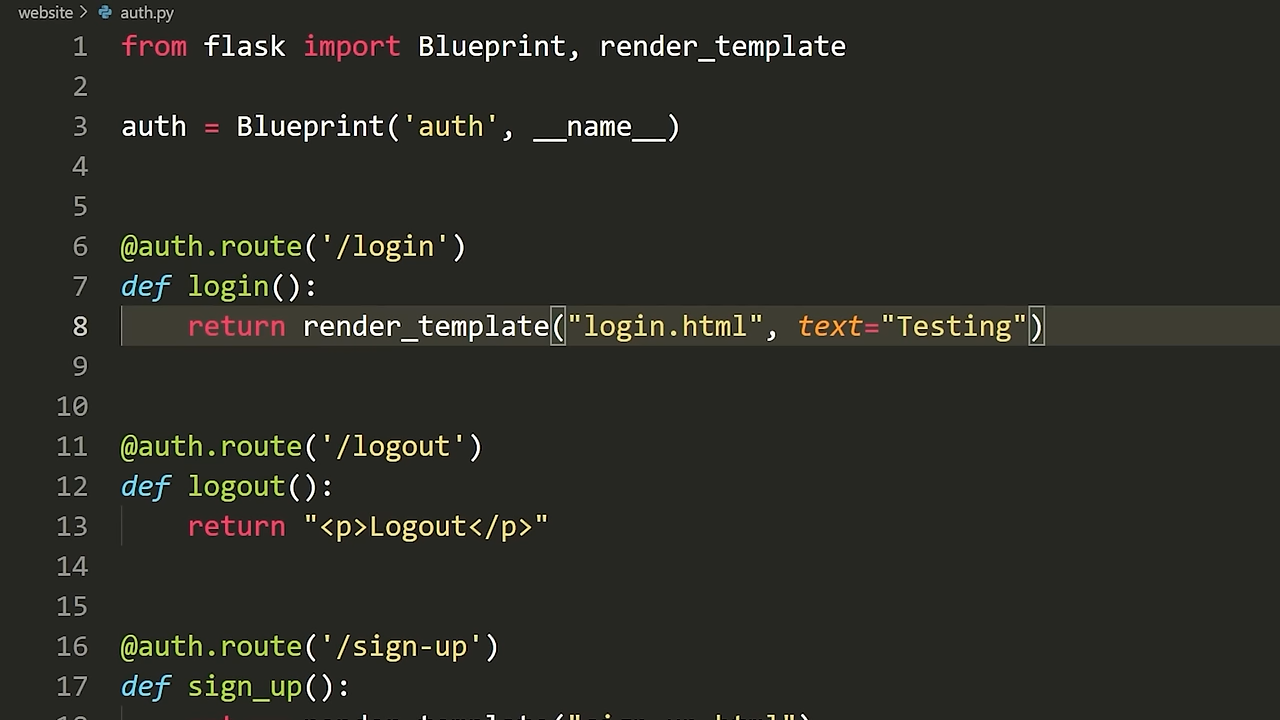 website > auth.py
1 from flask import Blueprint, render_template
2
3 auth = Blueprint('auth', __name__)
4
5
6 @auth.route('/login')
7 def login():
8     return render_template("login.html", text="Testing")
9
10
11 @auth.route('/logout')
12 def logout():
13     return "<p>Logout</p>"
14
15
16 @auth.route('/sign-up')
17 def sign_up():